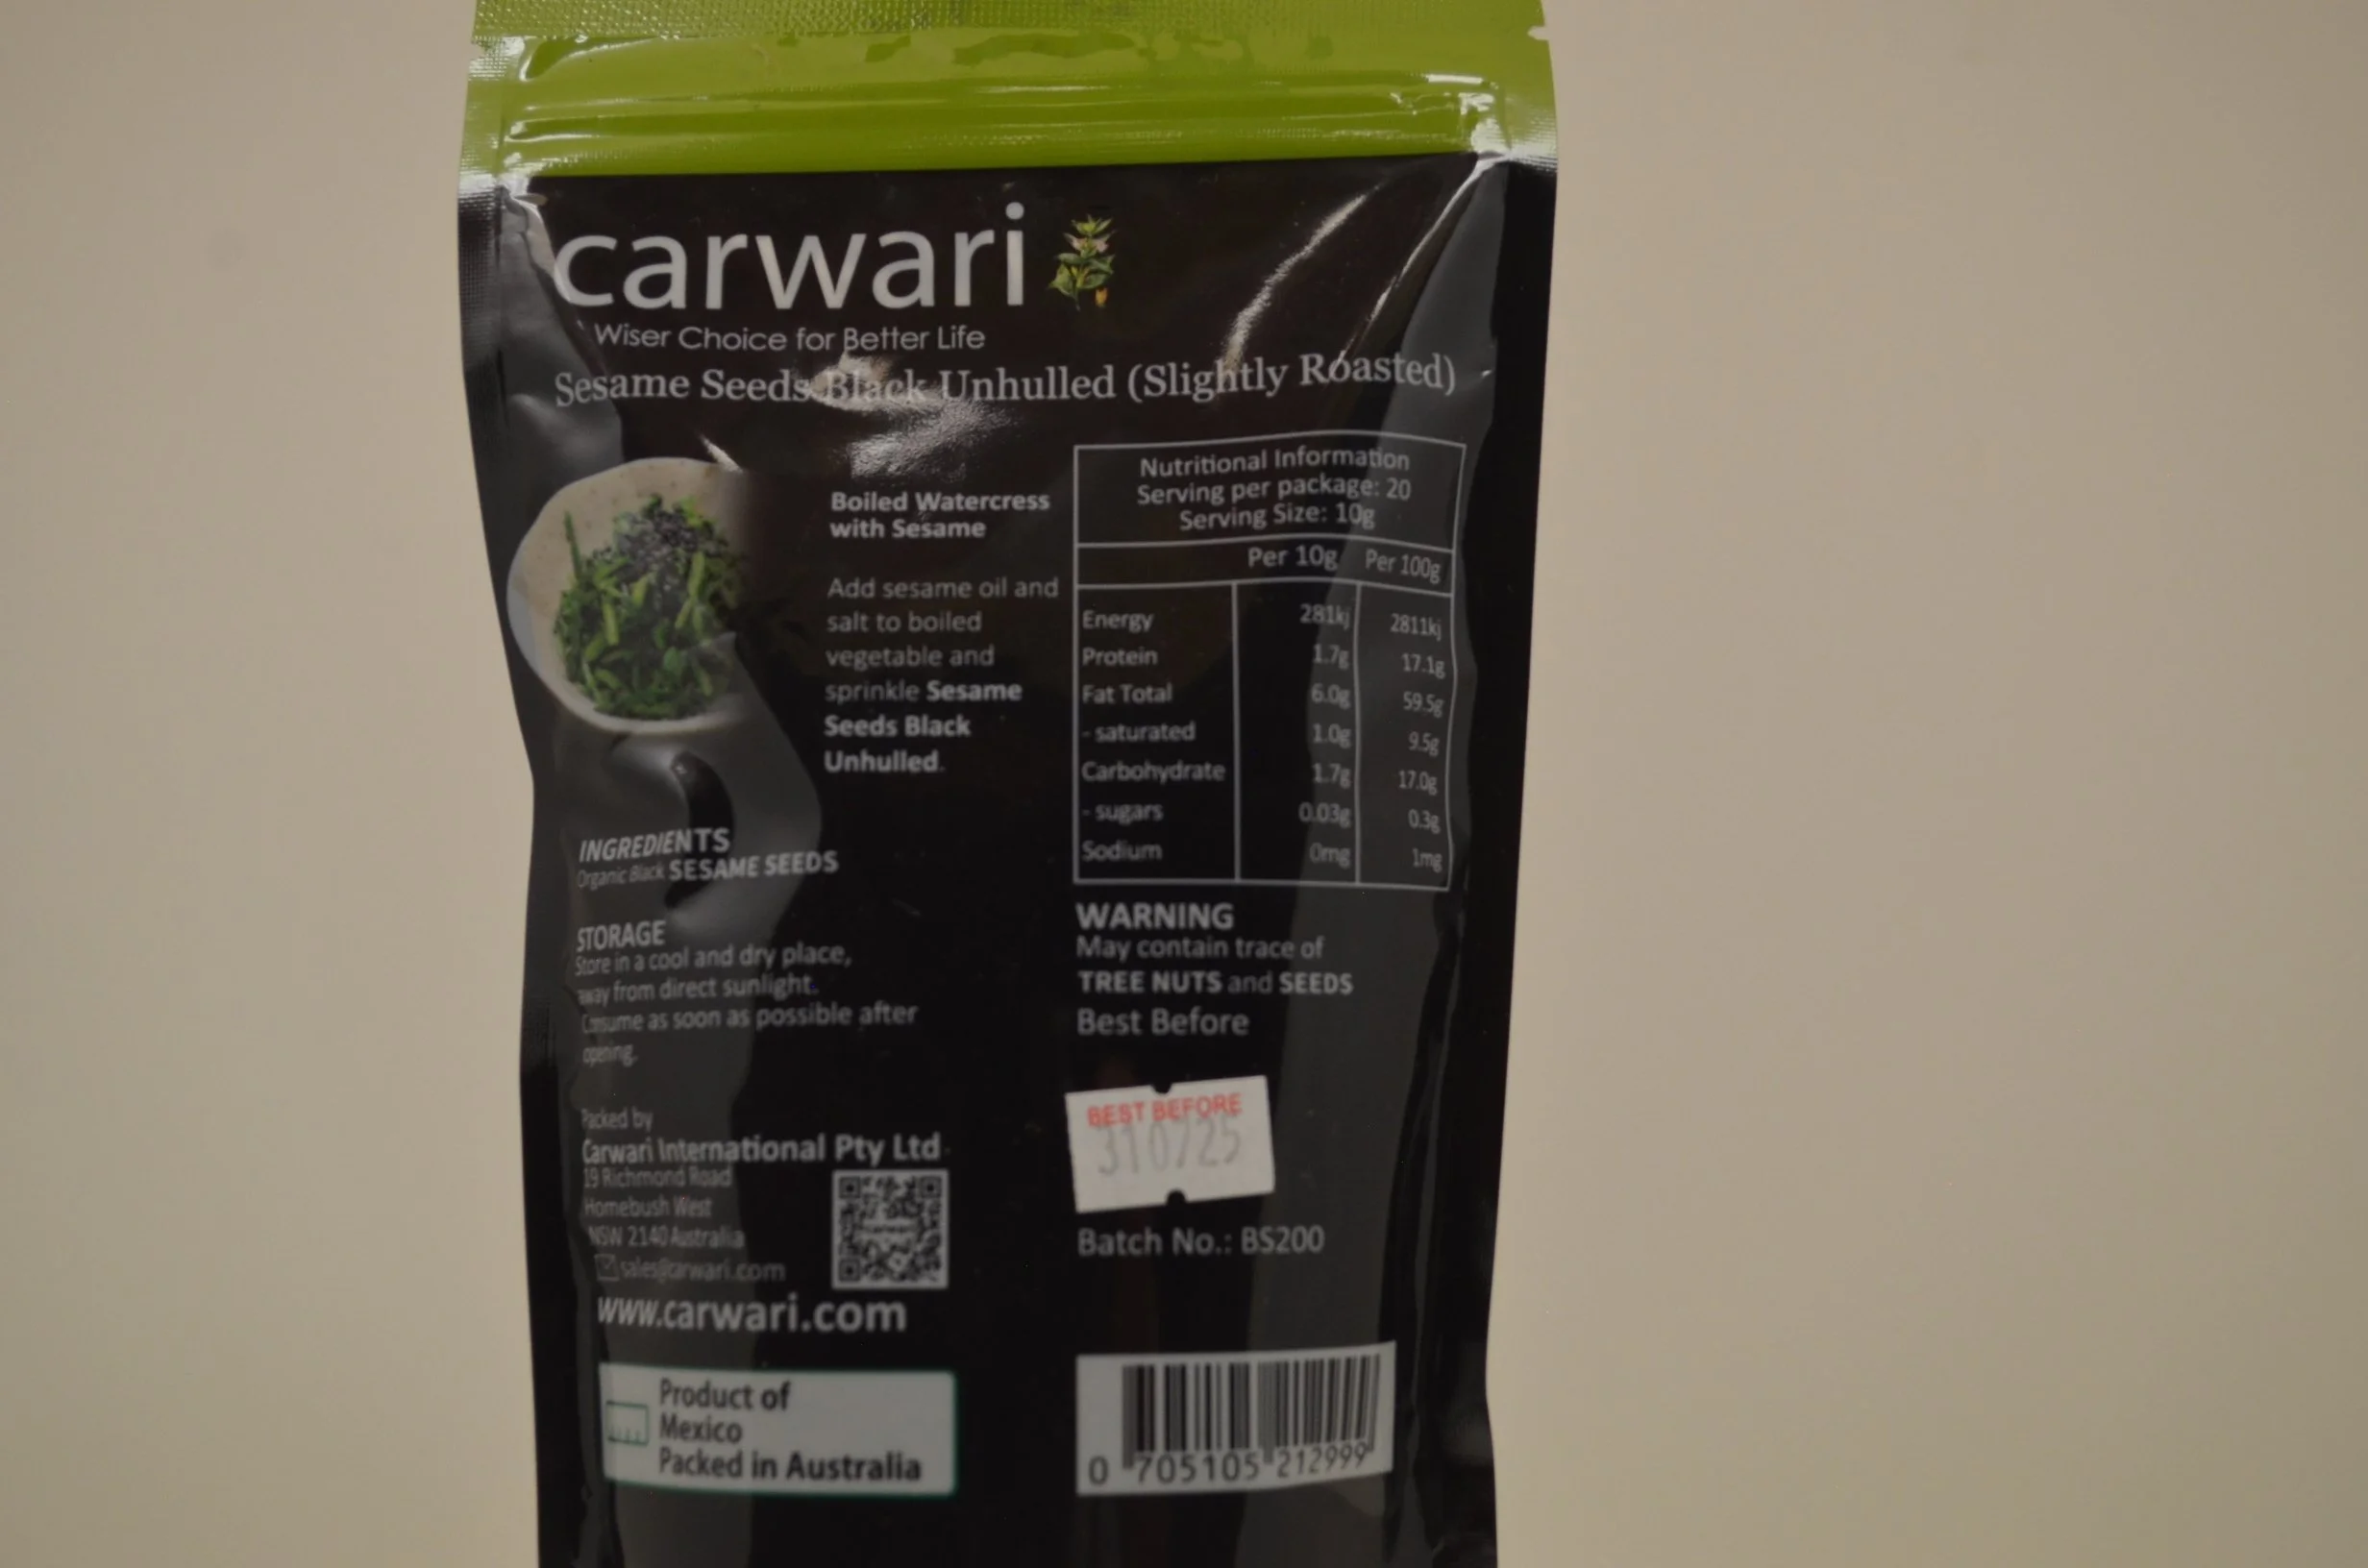 carwari
Wiser Choice for Better Life
Sesame Seeds Black Unhulled (Slightly Roasted)
Boiled Watercress
with Sesame
Add sesame oil and
salt to boiled
vegetable and
sprinkle Sesame
Seeds Black
Unhulled.
Nutritional Information
Serving per package: 20
Serving Size: 10g
Per 10g Per 100g
Energy 281kj 2811kj
Protein 1.7g 17.1g
Fat Total 6.0g 59.5g
- saturated 1.0g 9.5g
Carbohydrate 1.7g 17.0g
- sugars 0.03g 0.3g
Sodium 0mg 1mg
INGREDIENTS
Organic Black SESAME SEEDS
STORAGE
Store in a cool and dry place,
away from direct sunlight.
Consume as soon as possible after
opening.
WARNING
May contain trace of
TREE NUTS and SEEDS
Best Before
BEST BEFORE
310725
Batch No.: BS200
Packed by
Carwari International Pty Ltd
19 Richmond Road
Homebush West
NSW 2140 Australia
sales@carwari.com
www.carwari.com
Product of
Mexico
Packed in Australia
0 705105 212999